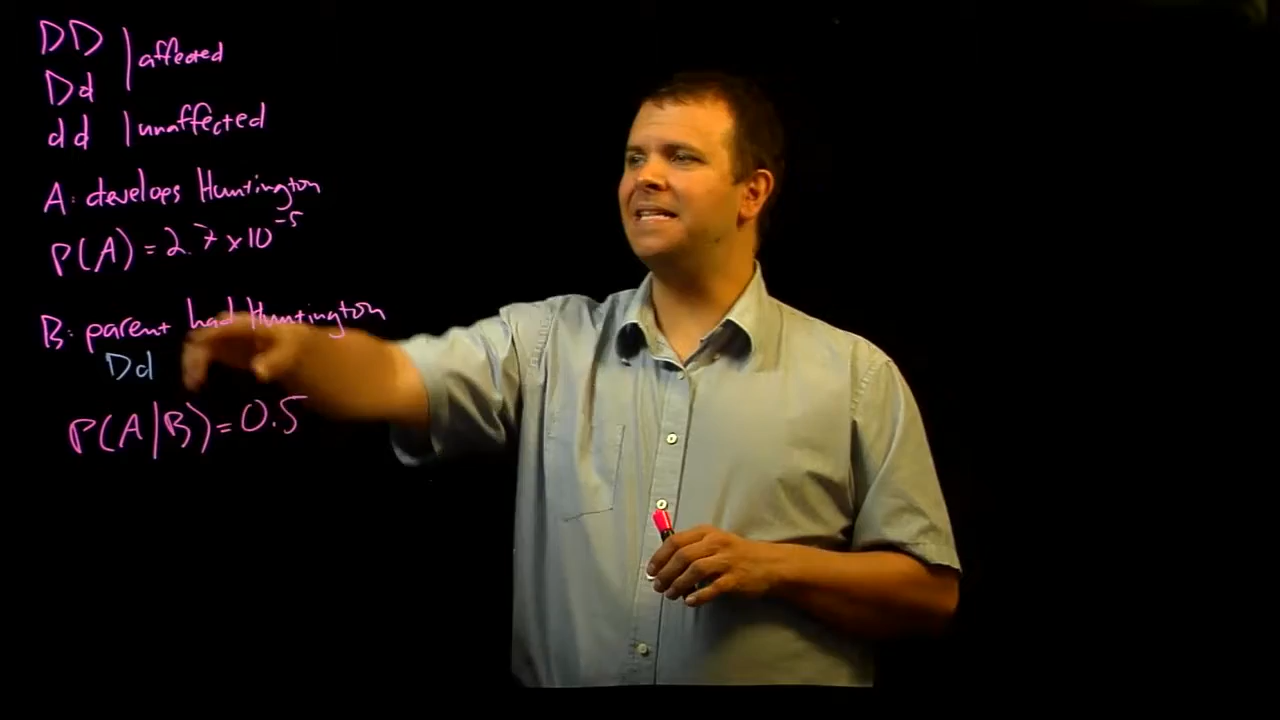 DD
Dd
| affected
dd | unaffected
A: develops Huntington
P(A) = 2.7 x 10^-5
B: parent had Huntington
Dd
P(A|B) = 0.5